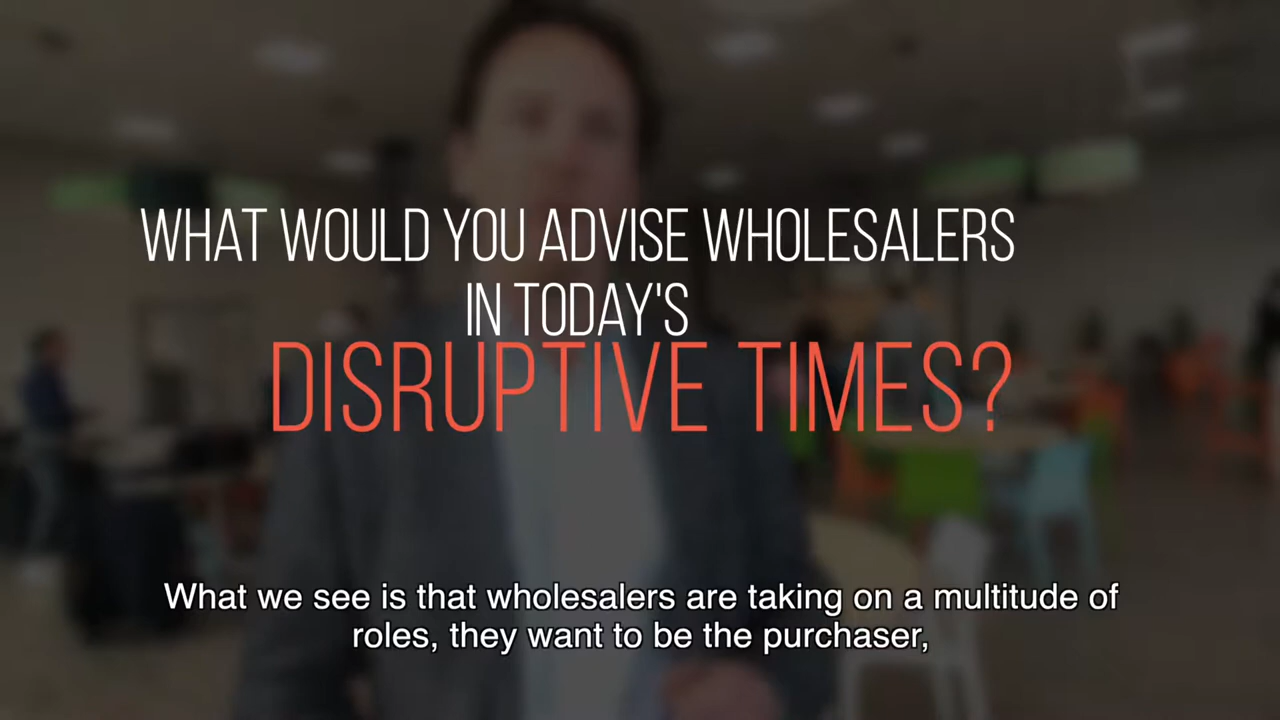 WHAT WOULD YOU ADVISE WHOLESALERS
IN TODAY'S
DISRUPTIVE TIMES?
What we see is that wholesalers are taking on a multitude of
roles, they want to be the purchaser,